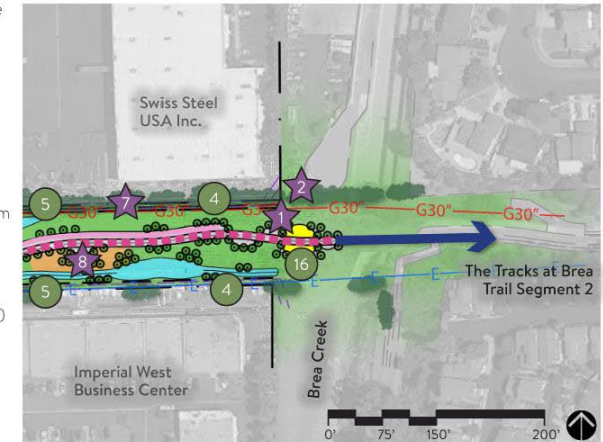 e
Swiss Steel
USA Inc.
5
7
4
2
m
G30"
G30"
G3
1
G30"
G30"
G30"
8
16
E
E
E
The Tracks at Brea
Trail Segment 2
5
4
0
Imperial West
Business Center
Brea Creek
0' 75' 150' 200'